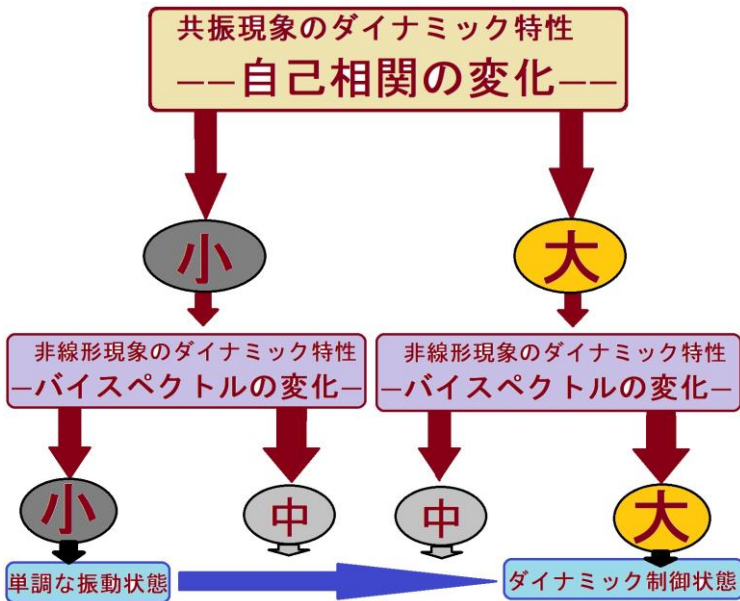 共振現象のダイナミック特性
――自己相関の変化――
小
大
非線形現象のダイナミック特性
―バイスペクトルの変化―
非線形現象のダイナミック特性
―バイスペクトルの変化―
小
中
中
大
単調な振動状態
ダイナミック制御状態